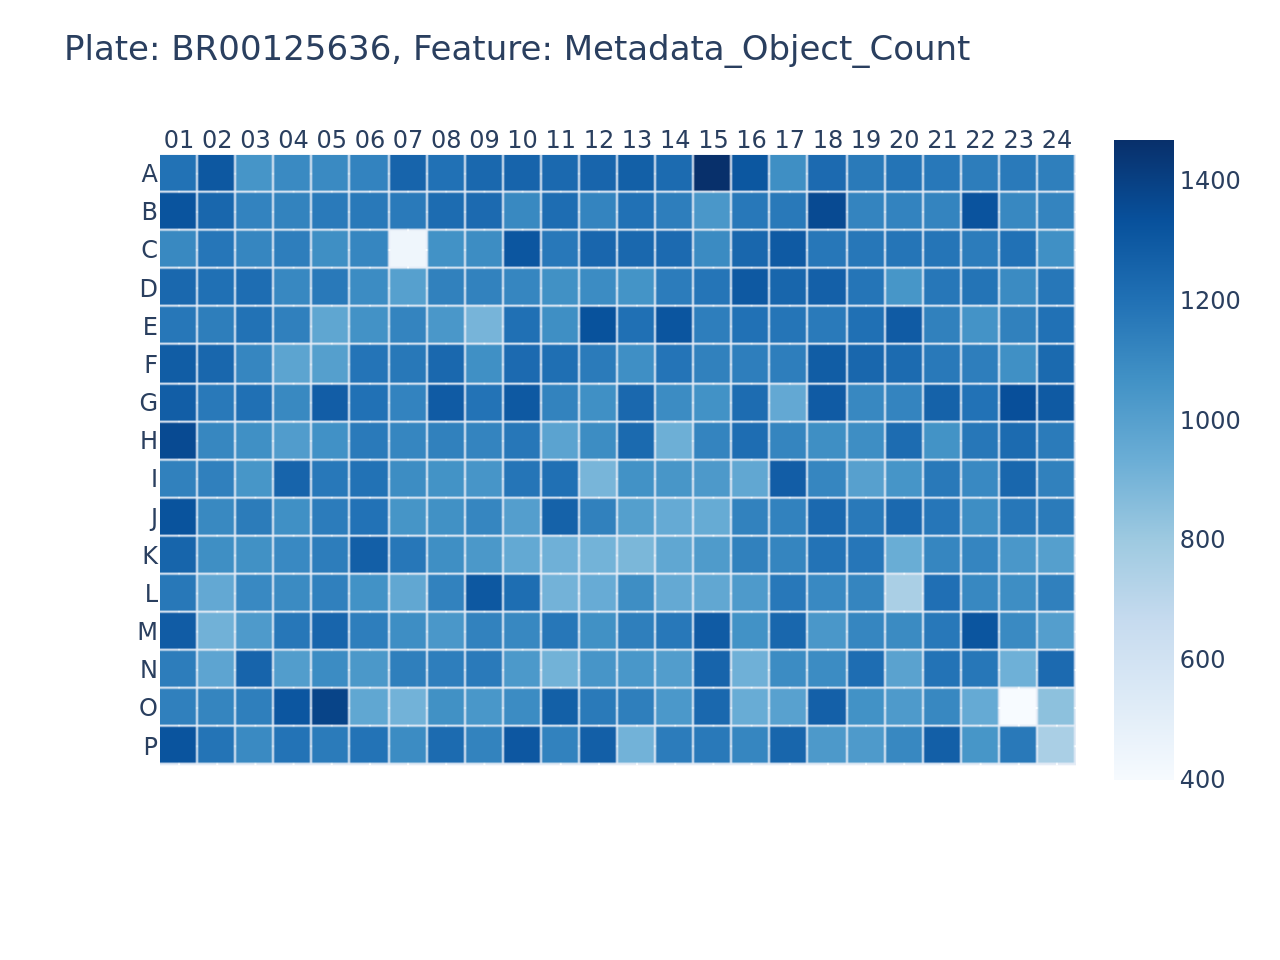 Plate: BR00125636, Feature: Metadata_Object_Count
01 02 03 04 05 06 07 08 09 10 11 12 13 14 15 16 17 18 19 20 21 22 23 24
A
B
C
D
E
F
G
H
I
J
K
L
M
N
O
P
1400
1200
1000
800
600
400